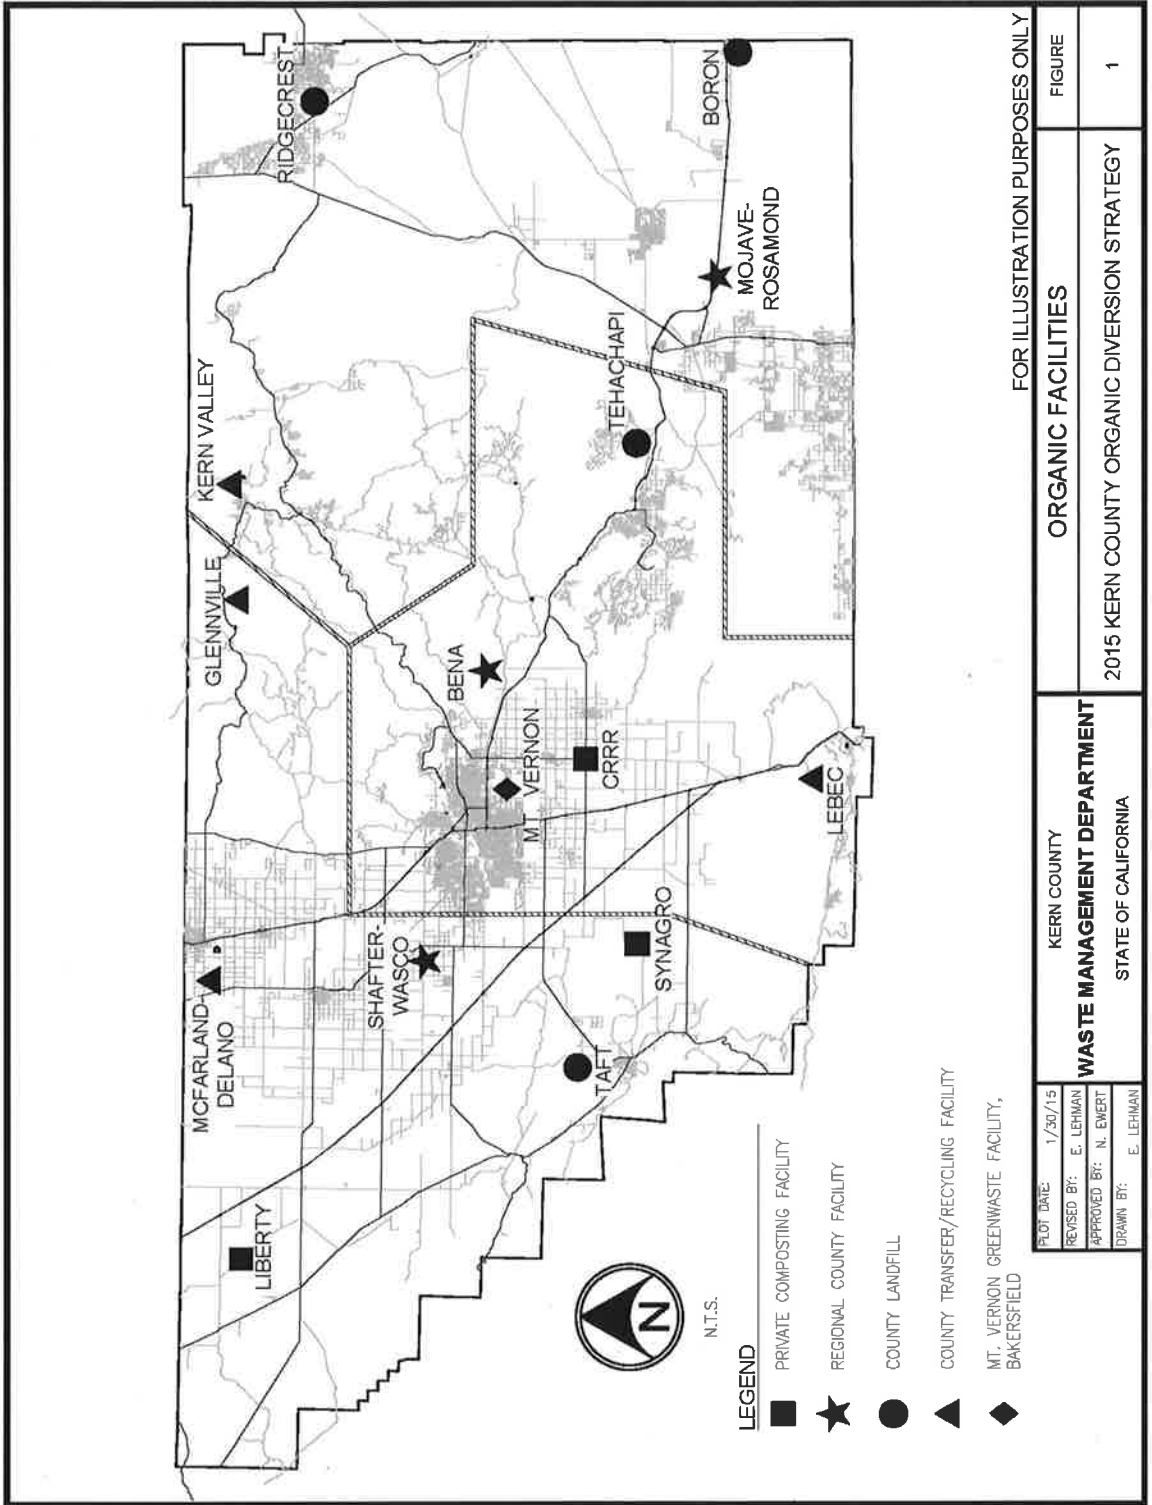 RIDGECREST
KERN VALLEY
GLENNVILLE
MCFARLAND-
DELANO
LIBERTY
SHAFTER-
WASCO
BENA
MT VERNON
CRRR
SYNAGRO
TAFT
LEBEC
TEHACHAPI
MOJAVE-
ROSAMOND
BORON
N
N.T.S.
LEGEND
PRIVATE COMPOSTING FACILITY
REGIONAL COUNTY FACILITY
COUNTY LANDFILL
COUNTY TRANSFER/RECYCLING FACILITY
MT. VERNON GREENWASTE FACILITY,
BAKERSFIELD
FOR ILLUSTRATION PURPOSES ONLY
PLOT DATE: 1/30/15
REVISED BY: E. LEHMAN
APPROVED BY: N. EWERT
DRAWN BY: E. LEHMAN
KERN COUNTY
WASTE MANAGEMENT DEPARTMENT
STATE OF CALIFORNIA
ORGANIC FACILITIES
2015 KERN COUNTY ORGANIC DIVERSION STRATEGY
FIGURE
1